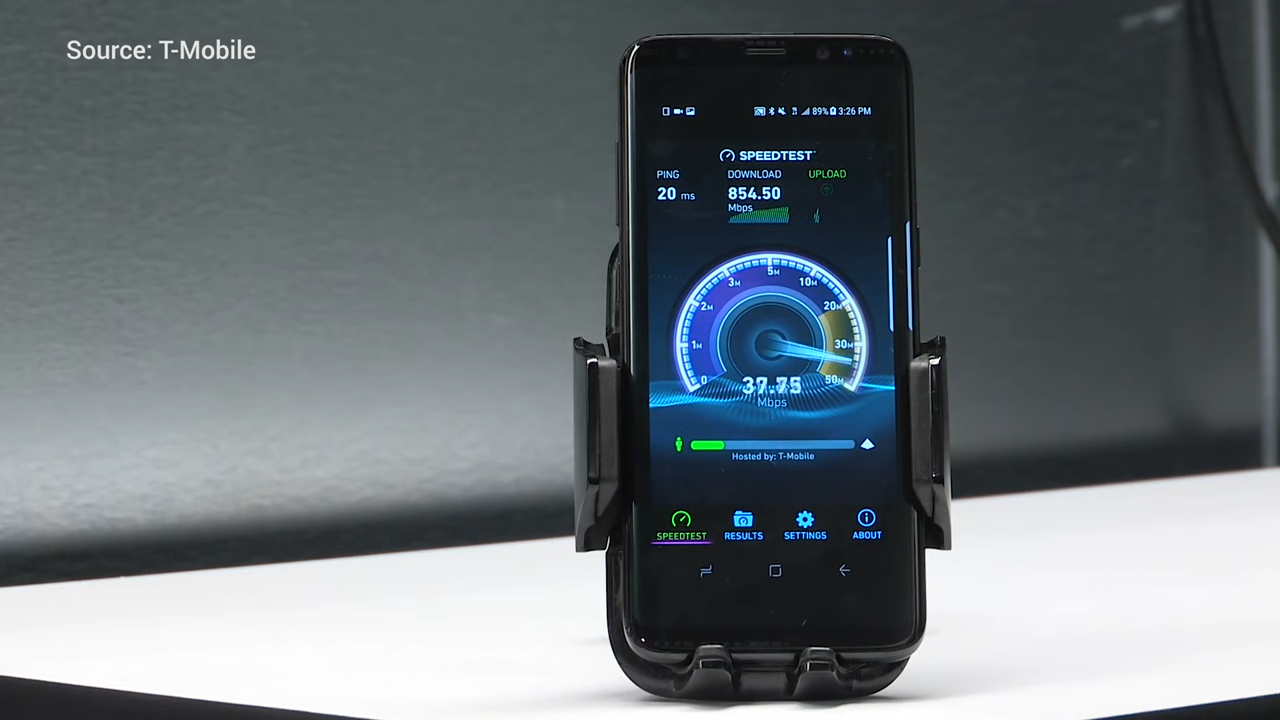 Source: T-Mobile
89% 3:26 PM
SPEEDTEST
PING DOWNLOAD UPLOAD
20 ms 854.50
Mbps
5M
3M 10M
2M 20M
1M 30M
0 50M
37.75
Mbps
Hosted by: T-Mobile
SPEEDTEST RESULTS SETTINGS ABOUT